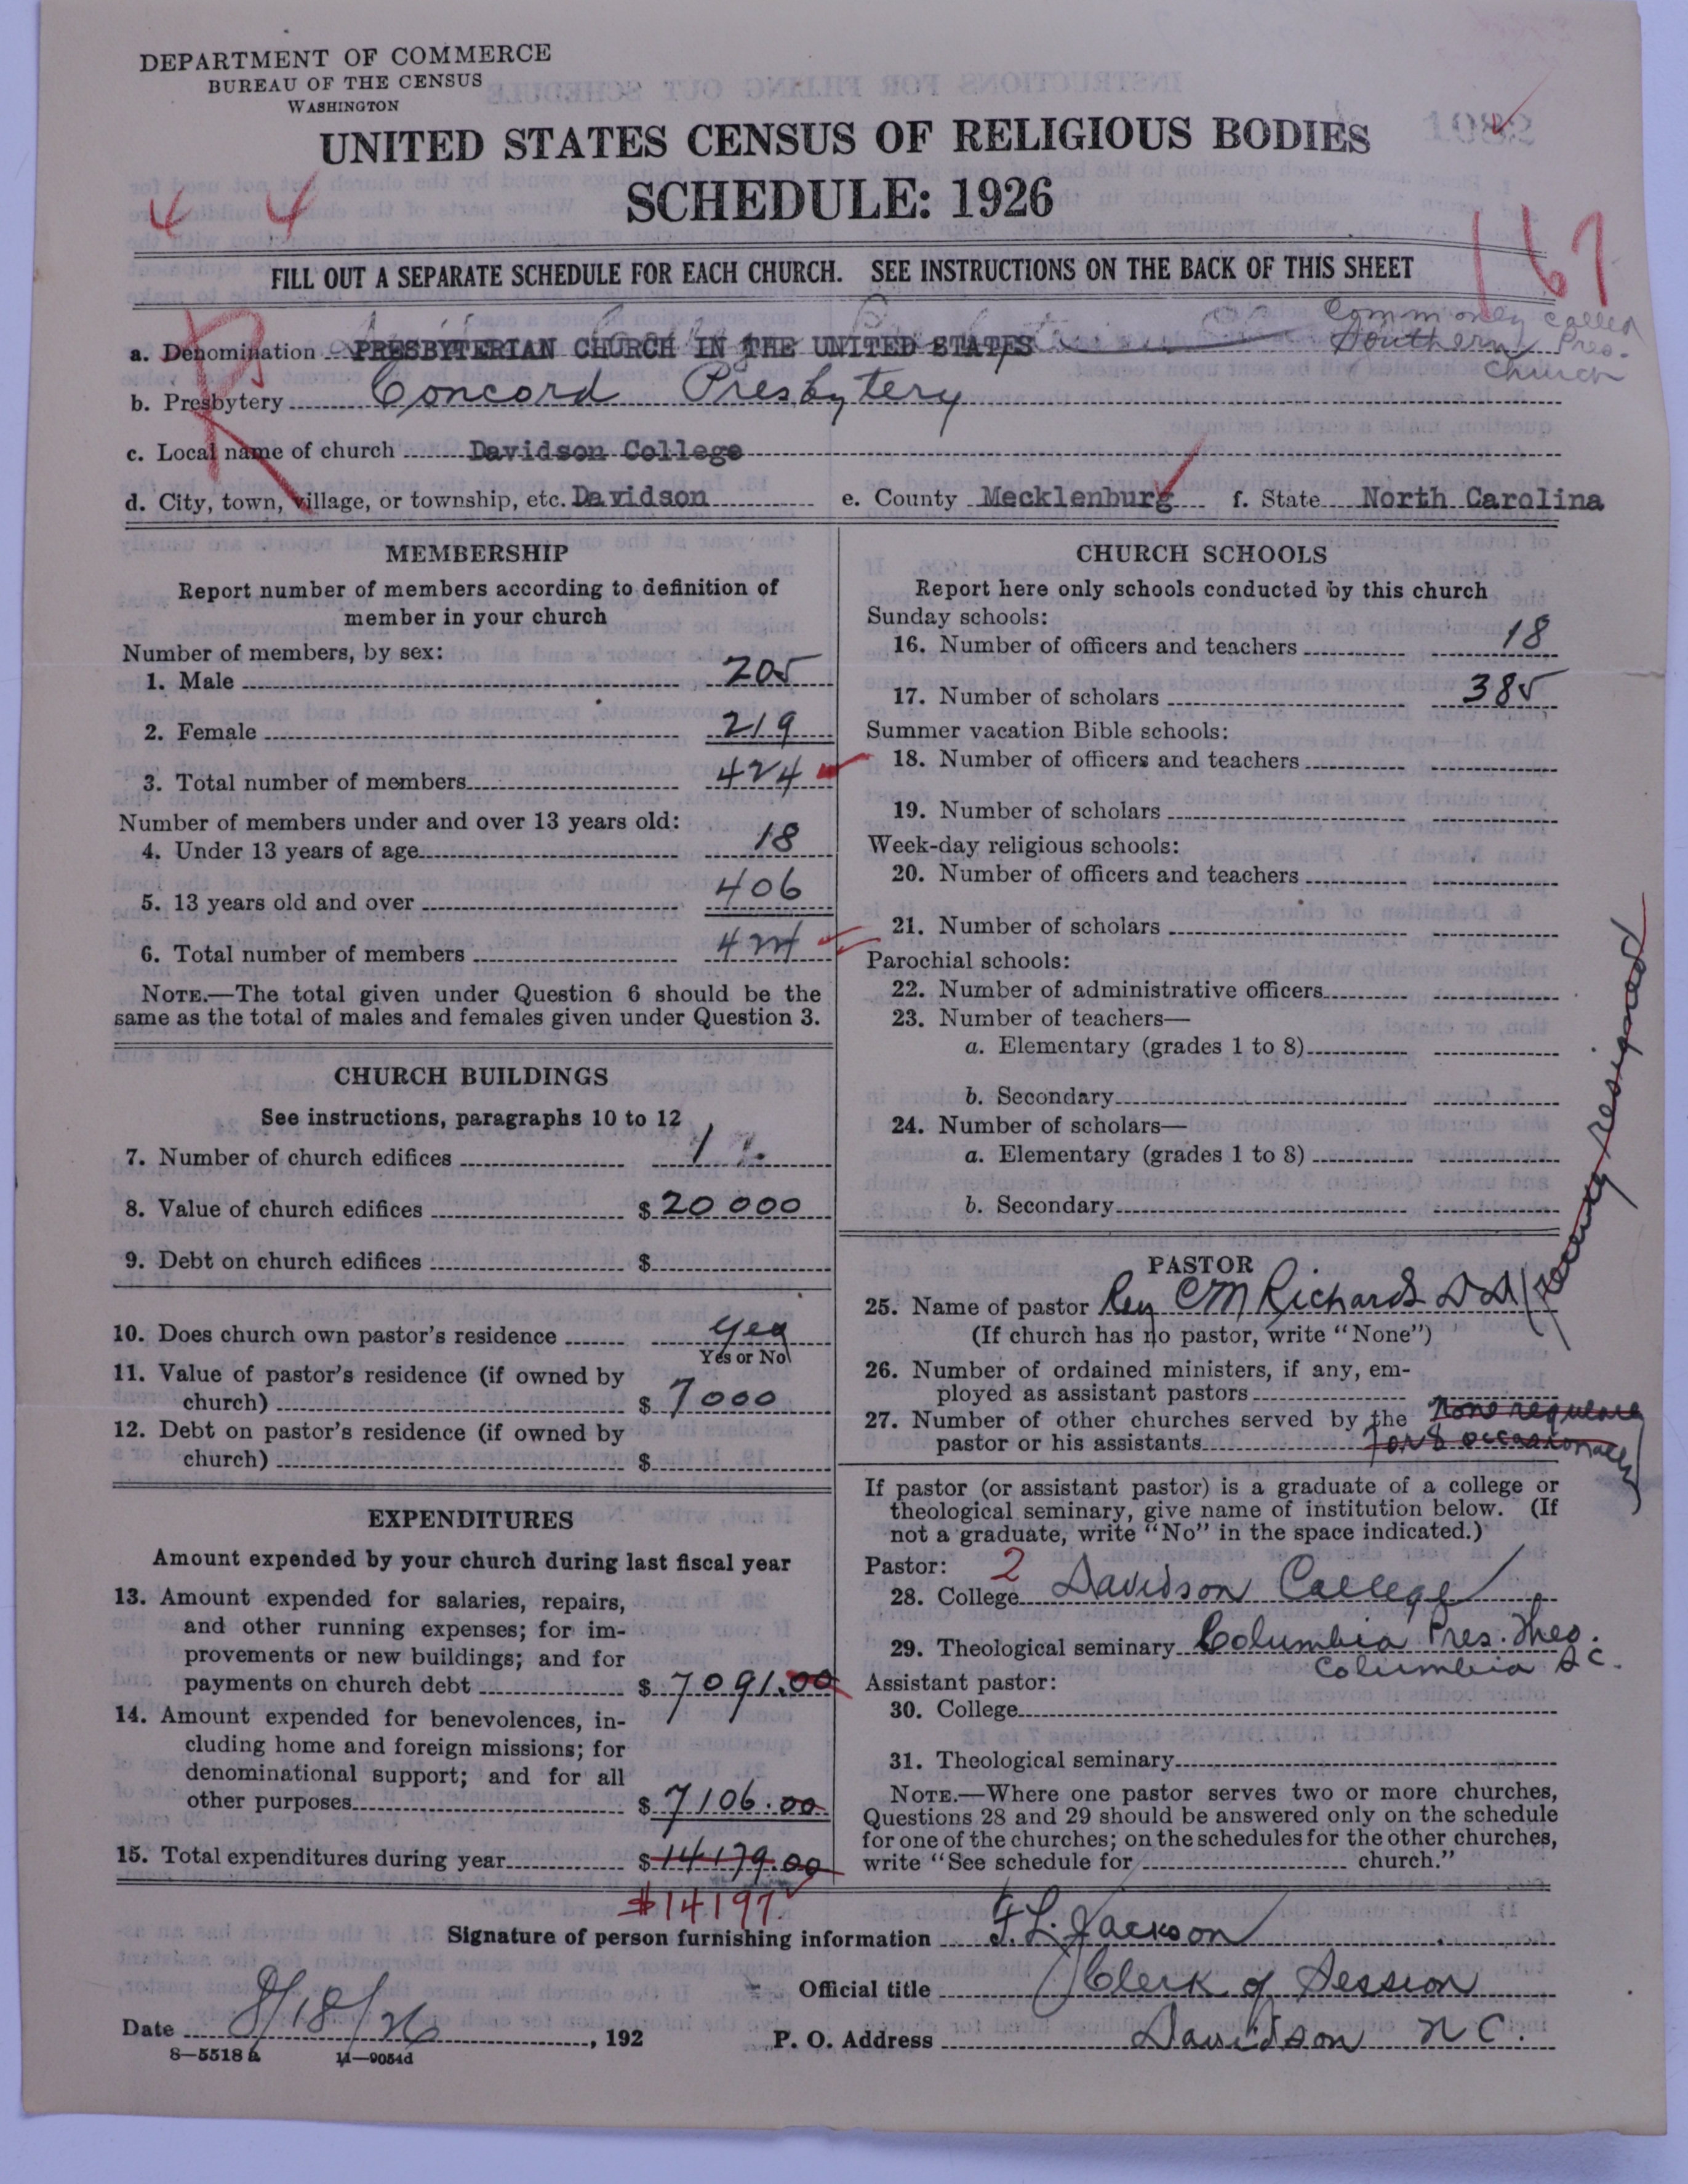 DEPARTMENT OF COMMERCE
BUREAU OF THE CENSUS
WASHINGTON
UNITED STATES CENSUS OF RELIGIOUS BODIES
1082
SCHEDULE: 1926
167
FILL OUT A SEPARATE SCHEDULE FOR EACH CHURCH. SEE INSTRUCTIONS ON THE BACK OF THIS SHEET
Commonly called
a. Denomination PRESBYTERIAN CHURCH IN THE UNITED STATES or Southern Pres.
Church
b. Presbytery Concord Presbytery
c. Local name of church Davidson College
d. City, town, village, or township, etc. Davidson e. County Mecklenburg f. State North Carolina
MEMBERSHIP
Report number of members according to definition of
member in your church
Number of members, by sex:
1. Male 205
2. Female 219
3. Total number of members 424
Number of members under and over 13 years old:
4. Under 13 years of age 18
5. 13 years old and over 406
6. Total number of members 424
NOTE.—The total given under Question 6 should be the
same as the total of males and females given under Question 3.
CHURCH BUILDINGS
See instructions, paragraphs 10 to 12
7. Number of church edifices 1
8. Value of church edifices $ 20000
9. Debt on church edifices $
10. Does church own pastor's residence Yes
Yes or No
11. Value of pastor's residence (if owned by
church) $ 7000
12. Debt on pastor's residence (if owned by
church) $
EXPENDITURES
Amount expended by your church during last fiscal year
13. Amount expended for salaries, repairs,
and other running expenses; for im-
provements or new buildings; and for
payments on church debt $ 7091.00
14. Amount expended for benevolences, in-
cluding home and foreign missions; for
denominational support; and for all
other purposes $ 7106.00
15. Total expenditures during year $ 14179.00
$14197
CHURCH SCHOOLS
Report here only schools conducted by this church
Sunday schools:
16. Number of officers and teachers 18
17. Number of scholars 385
Summer vacation Bible schools:
18. Number of officers and teachers
19. Number of scholars
Week-day religious schools:
20. Number of officers and teachers
21. Number of scholars
Parochial schools:
22. Number of administrative officers
23. Number of teachers—
a. Elementary (grades 1 to 8)
b. Secondary
24. Number of scholars—
a. Elementary (grades 1 to 8)
b. Secondary
PASTOR
25. Name of pastor Rev C M Richards DD (recently resigned
(If church has no pastor, write "None")
26. Number of ordained ministers, if any, em-
ployed as assistant pastors
27. Number of other churches served by the None regularly
pastor or his assistants 7 or 8 occasionally
If pastor (or assistant pastor) is a graduate of a college or
theological seminary, give name of institution below. (If
not a graduate, write "No" in the space indicated.)
Pastor: 2
28. College Davidson College
29. Theological seminary Columbia Pres. Theo.
Columbia S C.
Assistant pastor:
30. College
31. Theological seminary
NOTE.—Where one pastor serves two or more churches,
Questions 28 and 29 should be answered only on the schedule
for one of the churches; on the schedules for the other churches,
write "See schedule for church."
Signature of person furnishing information F. L. Jackson
Official title Clerk of Session
Date 8/18/26, 192 P. O. Address Davidson N C.
8—5518 a 11—9054d